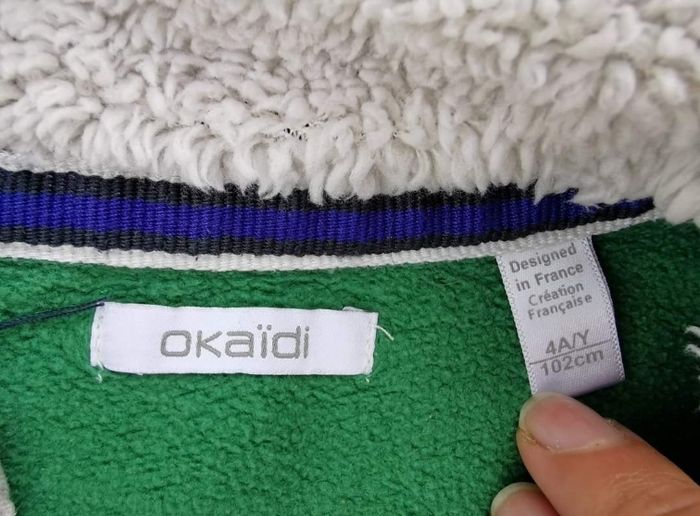 okaïdi
Designed
in France
Création
Française
4A/Y
102cm